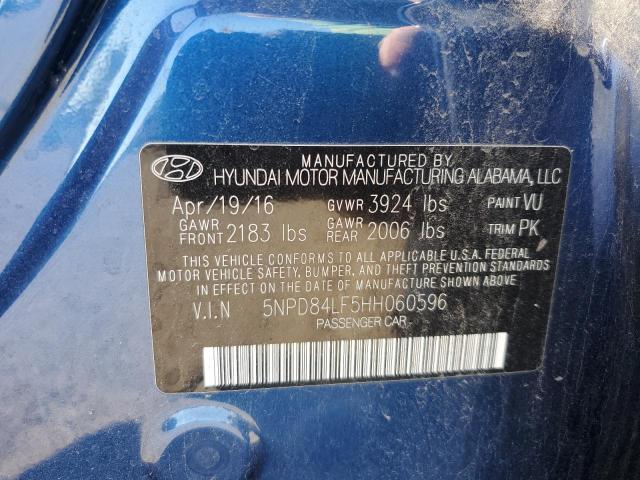 MANUFACTURED BY
HYUNDAI MOTOR MANUFACTURING ALABAMA, LLC
Apr/19/16 GVWR 3924 lbs PAINT VU
GAWR FRONT 2183 lbs GAWR REAR 2006 lbs TRIM PK
THIS VEHICLE CONFORMS TO ALL APPLICABLE U.S.A. FEDERAL
MOTOR VEHICLE SAFETY, BUMPER, AND THEFT PREVENTION STANDARDS
IN EFFECT ON THE DATE OF MANUFACTURE SHOWN ABOVE
V.I.N 5NPD84LF5HH060596
PASSENGER CAR